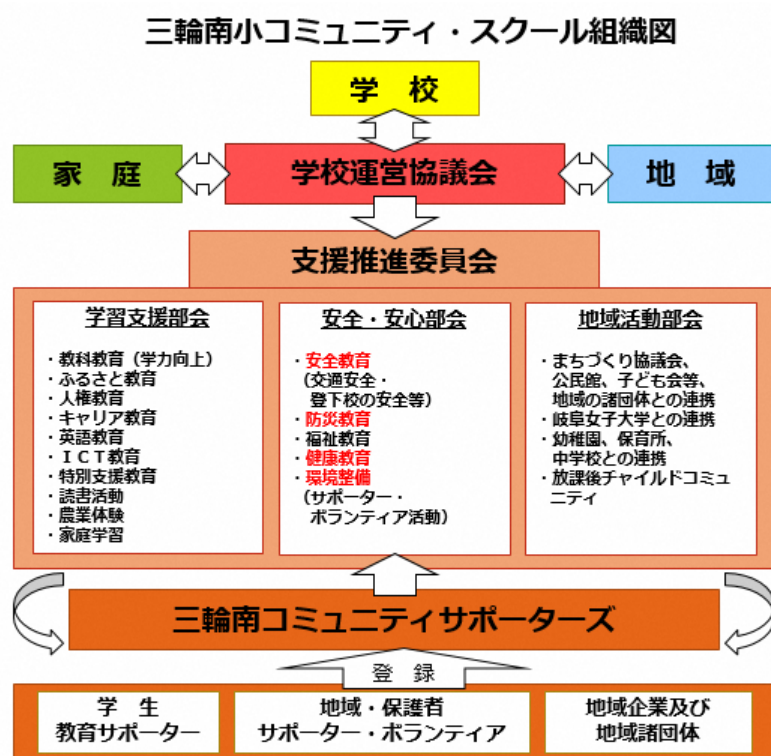 三輪南小コミュニティ・スクール組織図
学　校
家　庭
学校運営協議会
地　域
支援推進委員会
学習支援部会
・教科教育（学力向上）
・ふるさと教育
・人権教育
・キャリア教育
・英語教育
・ＩＣＴ教育
・特別支援教育
・読書活動
・農業体験
・家庭学習
安全・安心部会
・安全教育
（交通安全・
登下校の安全等）
・防災教育
・福祉教育
・健康教育
・環境整備
（サポーター・
ボランティア活動）
地域活動部会
・まちづくり協議会、
公民館、子ども会等、
地域の諸団体との連携
・岐阜女子大学との連携
・幼稚園、保育所、
中学校との連携
・放課後チャイルドコミュ
ニティ
三輪南コミュニティサポーターズ
登　録
学　生
教育サポーター
地域・保護者
サポーター・ボランティア
地域企業及び
地域諸団体